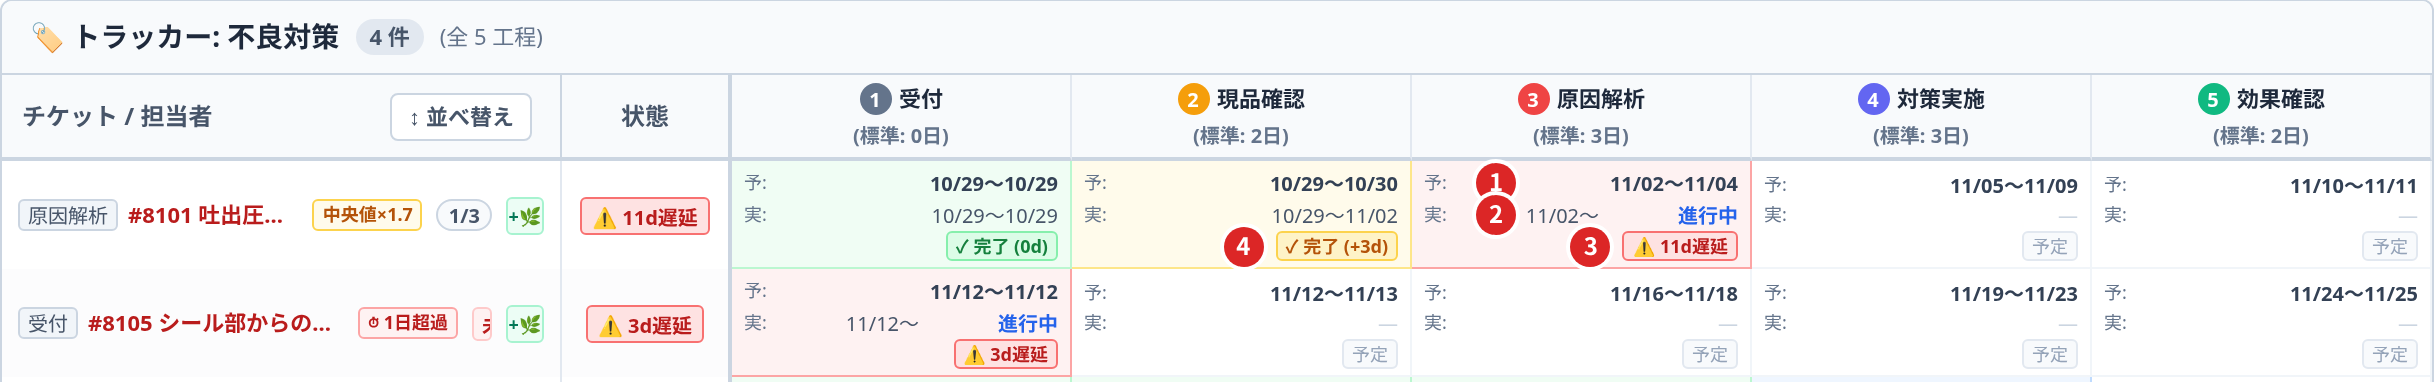 トラッカー: 不良対策 4 件 (全 5 工程)
チケット / 担当者 ↕ 並べ替え 状態 1 受付 2 現品確認 3 原因解析 4 対策実施 5 効果確認
(標準: 0日) (標準: 2日) (標準: 3日) (標準: 3日) (標準: 2日)
予: 10/29～10/29 予: 10/29～10/30 予: 1 11/02～11/04 予: 11/05～11/09 予: 11/10～11/11
原因解析 #8101 吐出圧... 中央値×1.7 1/3 + 11d遅延 実: 10/29～10/29 実: 10/29～11/02 実: 2 11/02～ 進行中 実: — 実: —
✓ 完了 (0d) 4 ✓ 完了 (+3d) 3 11d遅延 予定 予定
予: 11/12～11/12 予: 11/12～11/13 予: 11/16～11/18 予: 11/19～11/23 予: 11/24～11/25
受付 #8105 シール部からの... 1日超過 + 3d遅延 実: 11/12～ 進行中 実: — 実: — 実: — 実: —
3d遅延 予定 予定 予定 予定